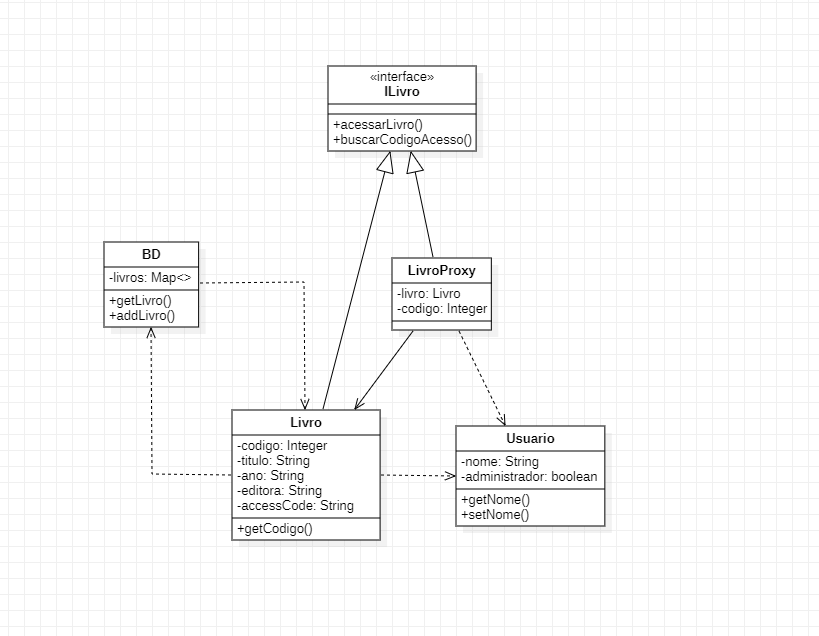 «interface»
ILivro
+acessarLivro()
+buscarCodigoAcesso()
BD
-livros: Map<>
+getLivro()
+addLivro()
LivroProxy
-livro: Livro
-codigo: Integer
Livro
-codigo: Integer
-titulo: String
-ano: String
-editora: String
-accessCode: String
+getCodigo()
Usuario
-nome: String
-administrador: boolean
+getNome()
+setNome()